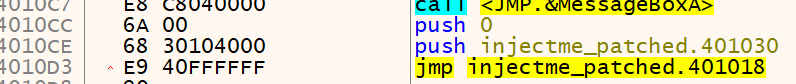 4010C7 E8 C8040000 call <JMP.&MessageBoxA>
4010CC 6A 00 push 0
4010CE 68 30104000 push injectme_patched.401030
4010D3 ^ E9 40FFFFFF jmp injectme_patched.401018